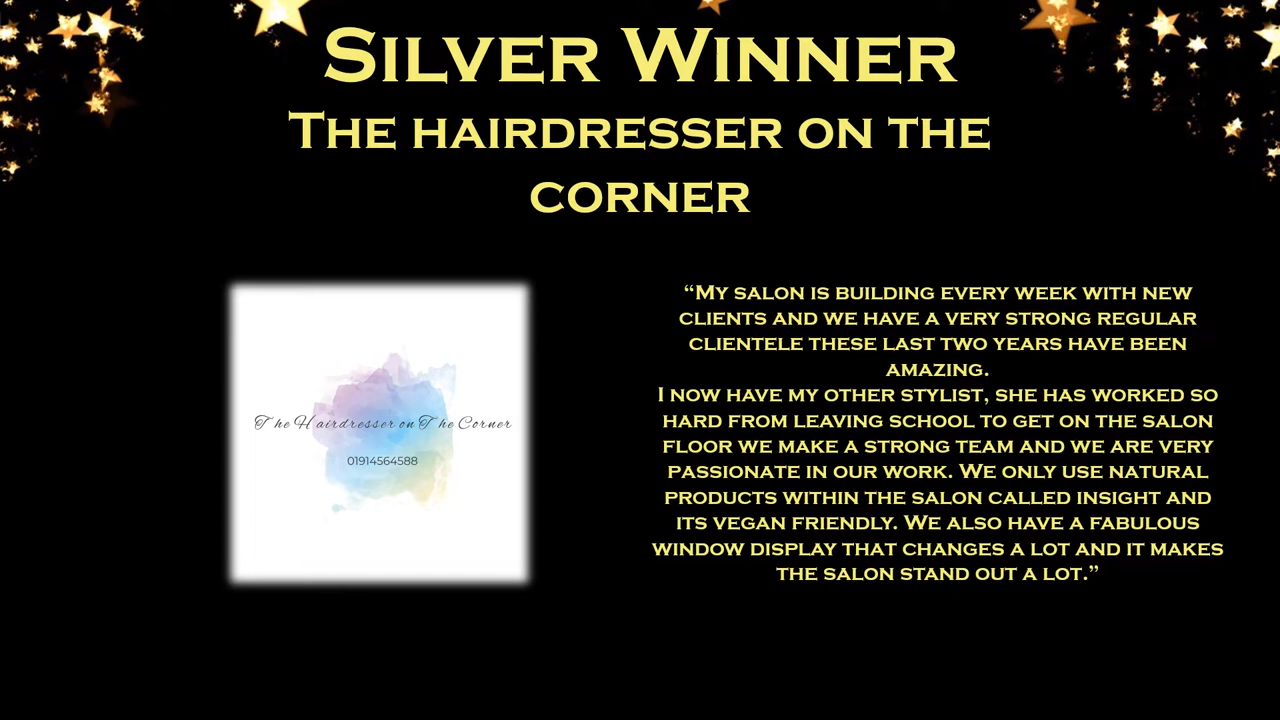 Silver Winner
The hairdresser on the
corner
The Hairdresser on The Corner
01914564588
“My salon is building every week with new
clients and we have a very strong regular
clientele these last two years have been
amazing.
I now have my other stylist, she has worked so
hard from leaving school to get on the salon
floor we make a strong team and we are very
passionate in our work. We only use natural
products within the salon called insight and
its vegan friendly. We also have a fabulous
window display that changes a lot and it makes
the salon stand out a lot.”